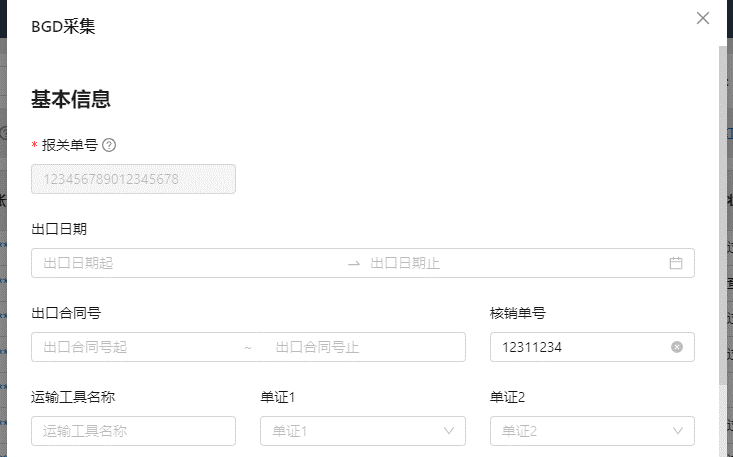 BGD采集
基本信息
* 报关单号
123456789012345678
出口日期
出口日期起 → 出口日期止
出口合同号 核销单号
出口合同号起 ~ 出口合同号止 12311234
运输工具名称 单证1 单证2
运输工具名称 单证1 单证2